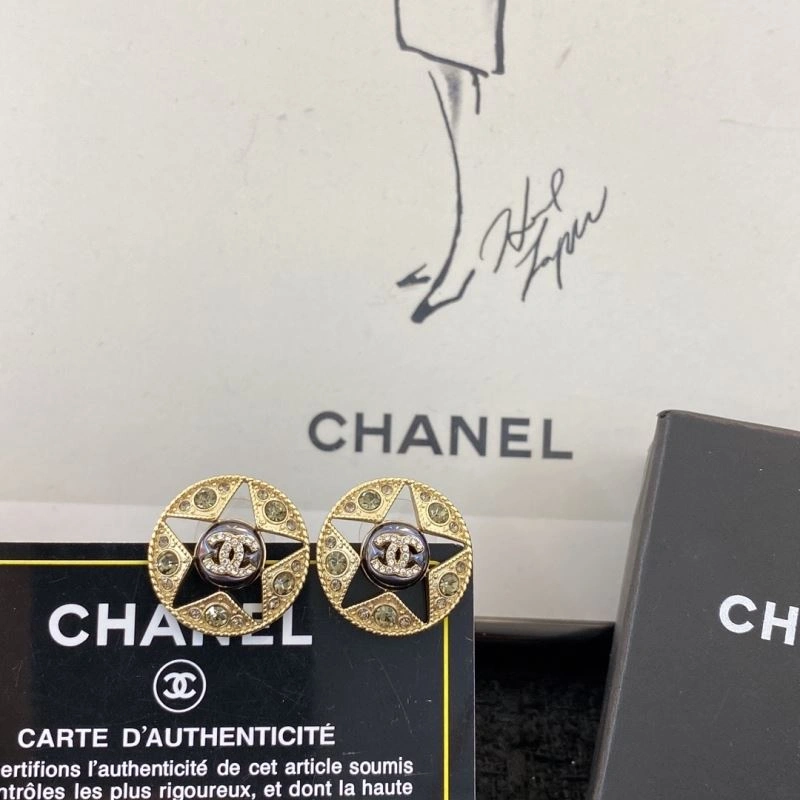 CHANEL
CH
CHANEL
CARTE D'AUTHENTICITÉ
ertifions l'authenticité de cet article soumis
ntrôles les plus rigoureux, et dont la haute